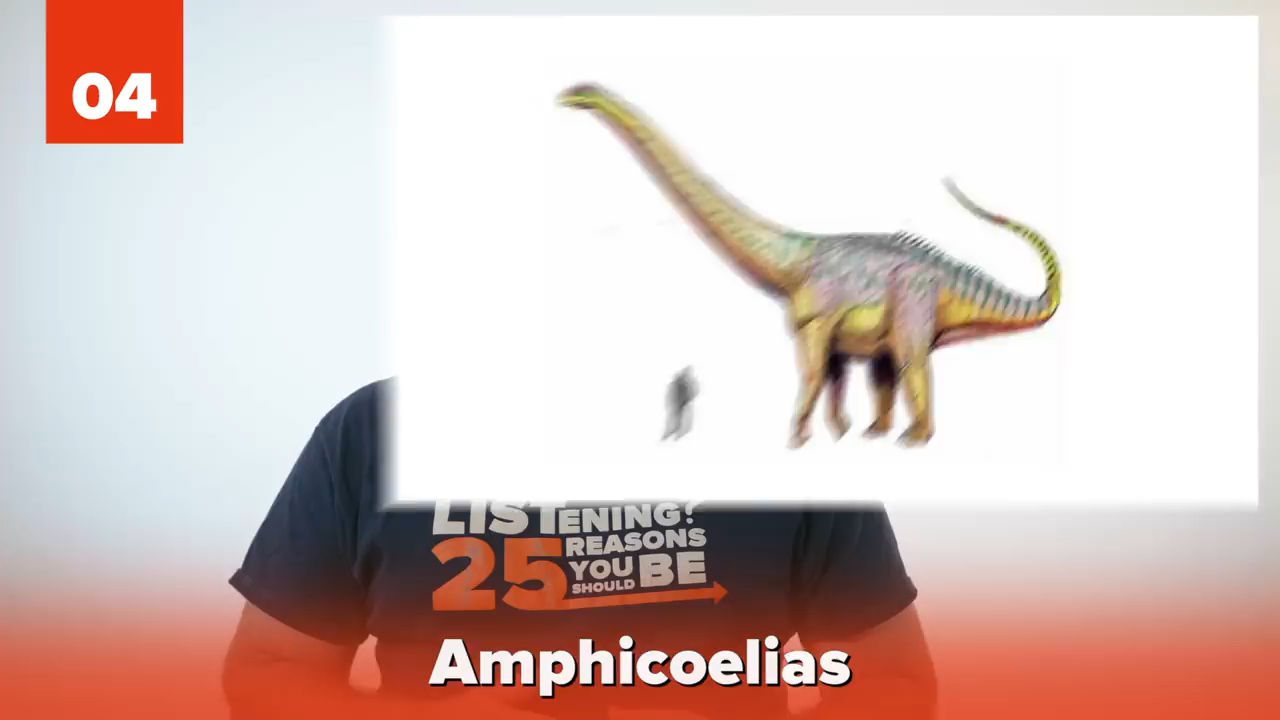 04
LISTENING?
25 REASONS
YOU
SHOULD BE
Amphicoelias